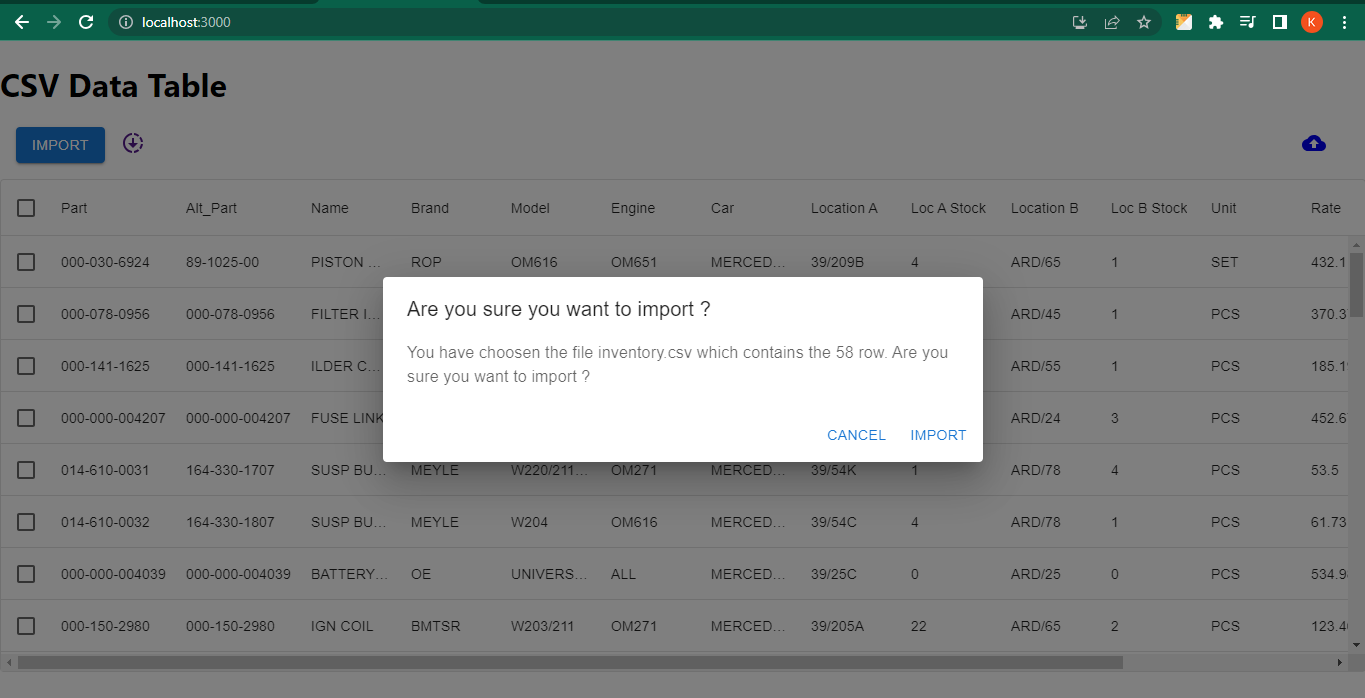 localhost:3000
K
CSV Data Table
IMPORT
Part Alt_Part Name Brand Model Engine Car Location A Loc A Stock Location B Loc B Stock Unit Rate
000-030-6924 89-1025-00 PISTON ... ROP OM616 OM651 MERCED... 39/209B 4 ARD/65 1 SET 432.1
000-078-0956 000-078-0956 FILTER I... ARD/45 1 PCS 370.3
Are you sure you want to import ?
000-141-1625 000-141-1625 ILDER C... ARD/55 1 PCS 185.1
You have choosen the file inventory.csv which contains the 58 row. Are you
sure you want to import ?
000-000-004207 000-000-004207 FUSE LINK ARD/24 3 PCS 452.6
CANCEL IMPORT
014-610-0031 164-330-1707 SUSP BU... MEYLE W220/211... OM271 MERCED... 39/54K 1 ARD/78 4 PCS 53.5
014-610-0032 164-330-1807 SUSP BU... MEYLE W204 OM616 MERCED... 39/54C 4 ARD/78 1 PCS 61.73
000-000-004039 000-000-004039 BATTERY... OE UNIVERS... ALL MERCED... 39/25C 0 ARD/25 0 PCS 534.9
000-150-2980 000-150-2980 IGN COIL BMTSR W203/211 OM271 MERCED... 39/205A 22 ARD/65 2 PCS 123.4